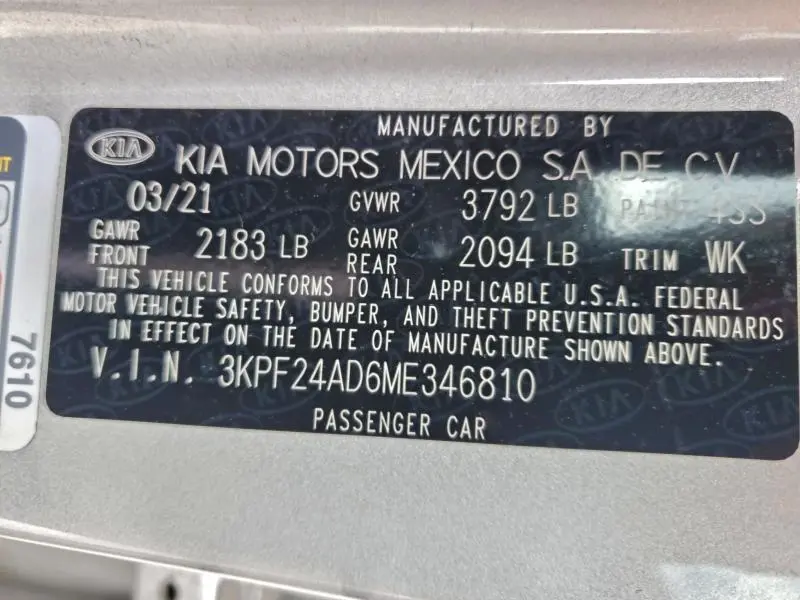 MANUFACTURED BY
KIA KIA MOTORS MEXICO S.A. DE C.V.
03/21 GVWR 3792 LB PAINT 4SS
GAWR FRONT 2183 LB GAWR REAR 2094 LB TRIM WK
THIS VEHICLE CONFORMS TO ALL APPLICABLE U.S.A. FEDERAL
MOTOR VEHICLE SAFETY, BUMPER, AND THEFT PREVENTION STANDARDS
IN EFFECT ON THE DATE OF MANUFACTURE SHOWN ABOVE.
V.I.N. 3KPF24AD6ME346810
PASSENGER CAR
7610